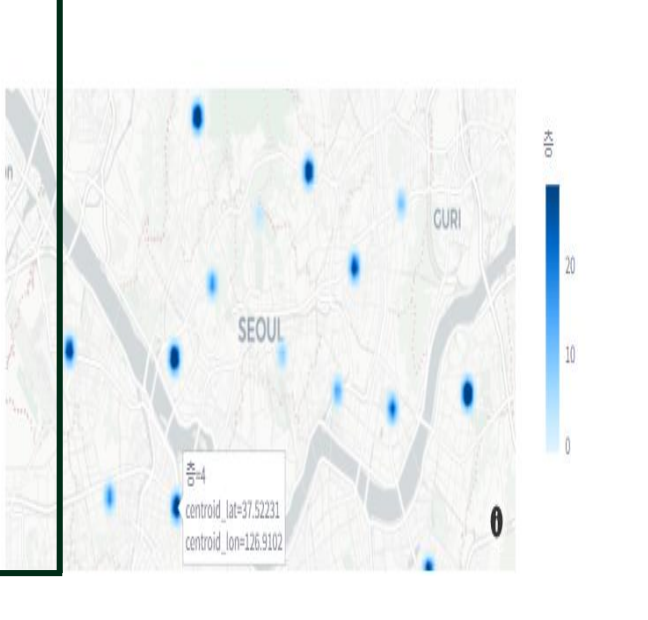 층
GURI
20
SEOUL
10
0
층=4
centroid_lat=37.52231
centroid_lon=126.9102
i